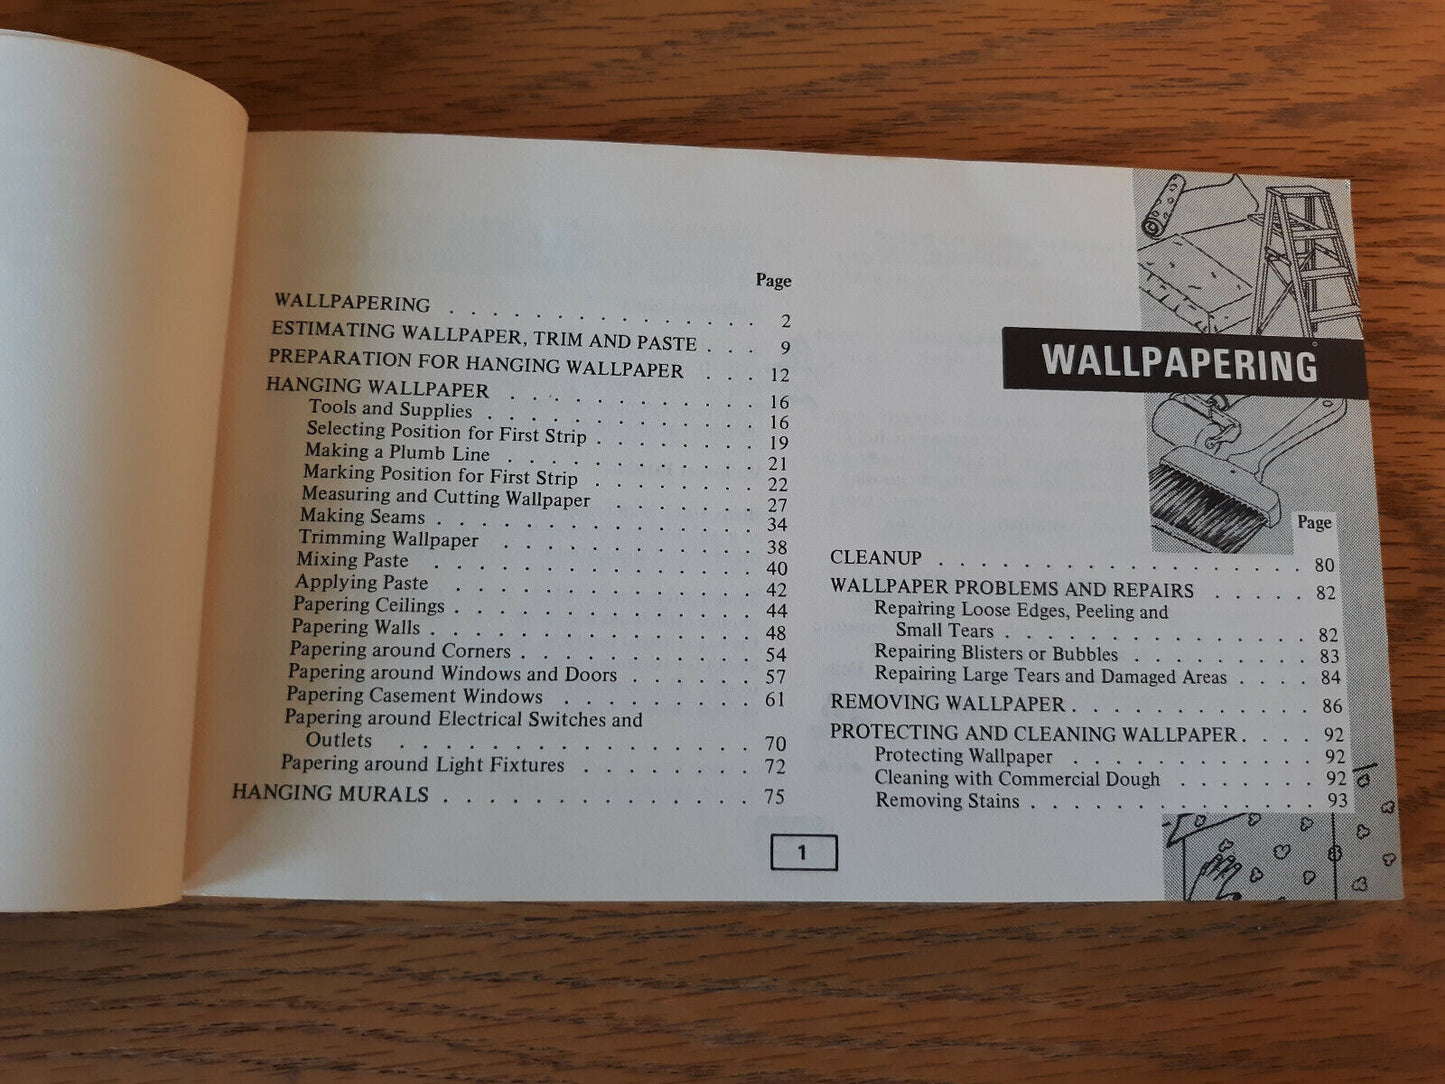 Page
WALLPAPERING . . . . . . . . . . . . . . . 2
ESTIMATING WALLPAPER, TRIM AND PASTE . . . 9
PREPARATION FOR HANGING WALLPAPER . . . 12
HANGING WALLPAPER . . . . . . . . . . . 16
Tools and Supplies . . . . . . . . . . . . 16
Selecting Position for First Strip . . . . . . . 19
Making a Plumb Line . . . . . . . . . . . 21
Marking Position for First Strip . . . . . . . 22
Measuring and Cutting Wallpaper . . . . . . . 27
Making Seams . . . . . . . . . . . . . . 34
Trimming Wallpaper . . . . . . . . . . . 38
Mixing Paste . . . . . . . . . . . . . . 40
Applying Paste . . . . . . . . . . . . . 42
Papering Ceilings . . . . . . . . . . . . . 44
Papering Walls . . . . . . . . . . . . . . 48
Papering around Corners . . . . . . . . . . 54
Papering around Windows and Doors . . . . . . 57
Papering Casement Windows . . . . . . . . 61
Papering around Electrical Switches and
Outlets . . . . . . . . . . . . . . . 70
Papering around Light Fixtures . . . . . . . . 72
HANGING MURALS . . . . . . . . . . . . . . 75
WALLPAPERING
Page
CLEANUP . . . . . . . . . . . . . . . . . 80
WALLPAPER PROBLEMS AND REPAIRS . . . . . 82
Repairing Loose Edges, Peeling and
Small Tears . . . . . . . . . . . . . . 82
Repairing Blisters or Bubbles . . . . . . . . 83
Repairing Large Tears and Damaged Areas . . . . 84
REMOVING WALLPAPER . . . . . . . . . . . . 86
PROTECTING AND CLEANING WALLPAPER . . . . 92
Protecting Wallpaper . . . . . . . . . . . 92
Cleaning with Commercial Dough . . . . . . 92
Removing Stains . . . . . . . . . . . . . 93
1